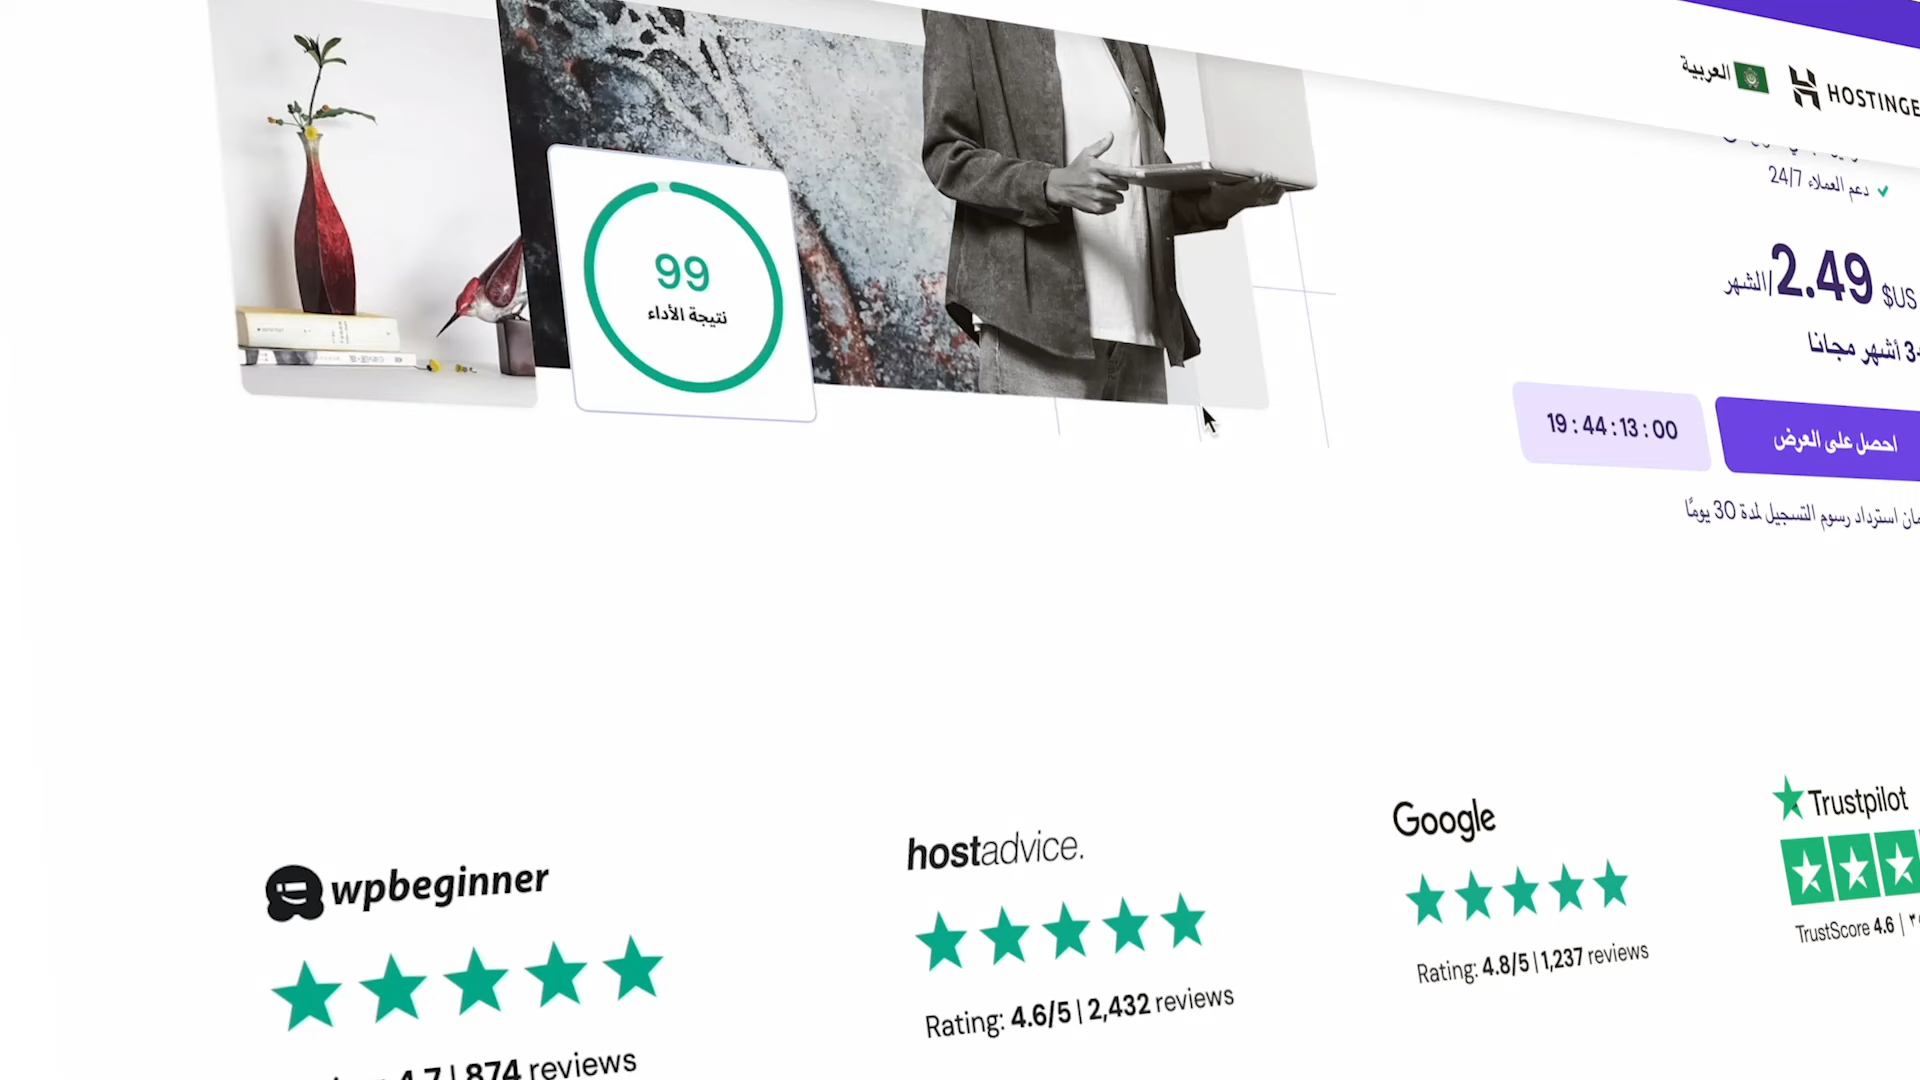 العربية
HOSTINGE
دعم العملاء 24/7
$US 2.49/الشهر
أشهر مجانا 3+
احصل على العرض
19 : 44 : 13 : 00
استرداد رسوم التسجيل لمدة 30 يومًا
99
نتيجة الأداء
wpbeginner
4.7 | 874 reviews
hostadvice.
Rating: 4.6/5 | 2,432 reviews
Google
Rating: 4.8/5 | 1,237 reviews
Trustpilot
TrustScore 4.6 |